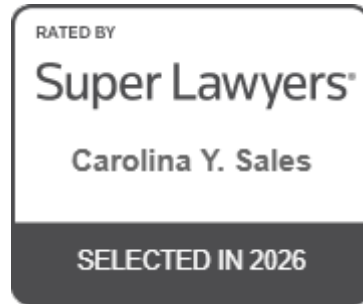 RATED BY
Super Lawyers®
Carolina Y. Sales
SELECTED IN 2026